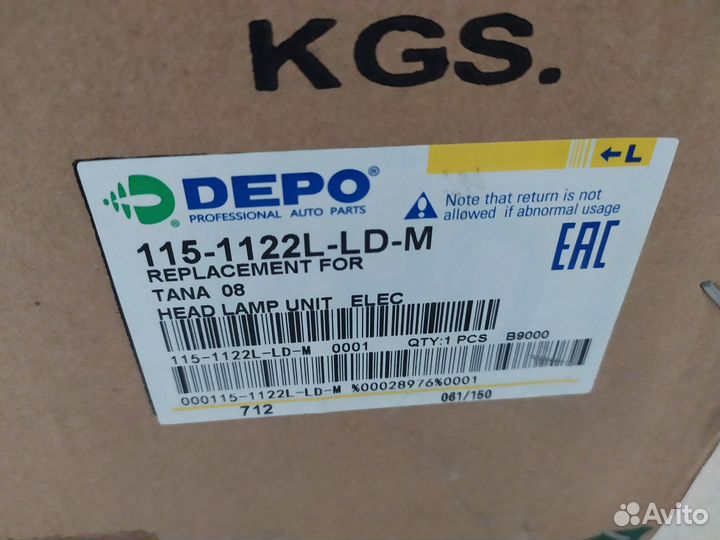 KGS.
←L
DEPO®
®
PROFESSIONAL AUTO PARTS
Note that return is not
allowed if abnormal usage
115-1122L-LD-M
REPLACEMENT FOR
EAC
TANA 08
HEAD LAMP UNIT ELEC
115-1122L-LD-M 0001 QTY:1 PCS B9000
000115-1122L-LD-M %00028976%0001
712 061/150
Avito